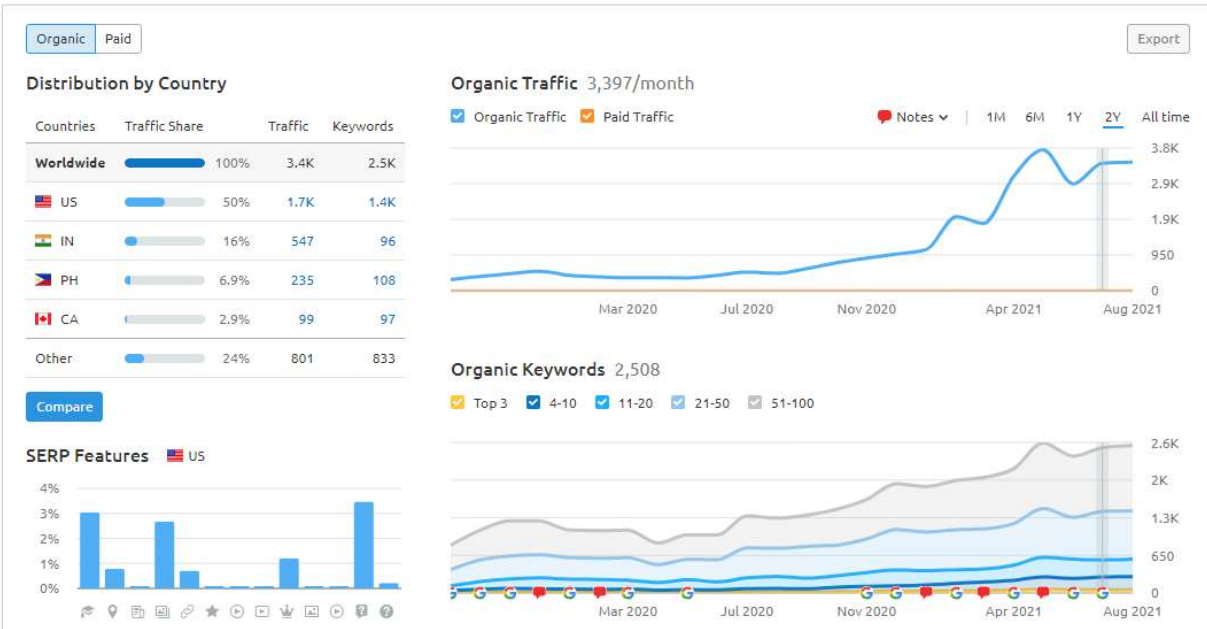 Organic Paid
Export
Distribution by Country
Countries Traffic Share Traffic Keywords
Worldwide 100% 3.4K 2.5K
US 50% 1.7K 1.4K
IN 16% 547 96
PH 6.9% 235 108
CA 2.9% 99 97
Other 24% 801 833
Compare
SERP Features US
4%
3%
2%
1%
0%
Organic Traffic 3,397/month
Organic Traffic Paid Traffic
Notes 1M 6M 1Y 2Y All time
3.8K
2.9K
1.9K
950
0
Mar 2020 Jul 2020 Nov 2020 Apr 2021 Aug 2021
Organic Keywords 2,508
Top 3 4-10 11-20 21-50 51-100
2.6K
2K
1.3K
650
0
Mar 2020 Jul 2020 Nov 2020 Apr 2021 Aug 2021